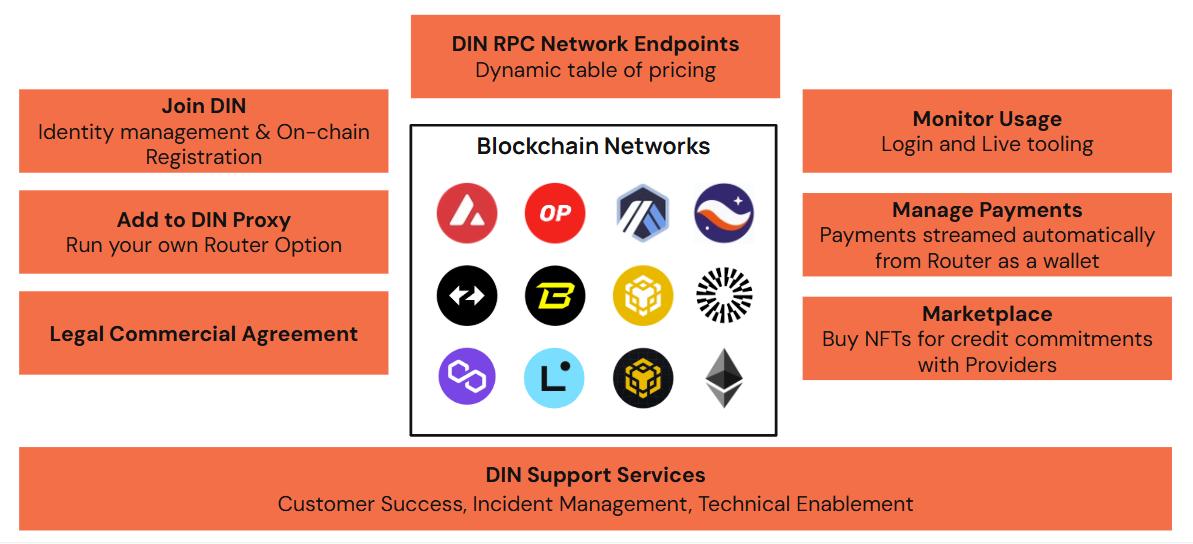 DIN RPC Network Endpoints
Dynamic table of pricing
Join DIN
Identity management & On-chain
Registration
Add to DIN Proxy
Run your own Router Option
Legal Commercial Agreement
Blockchain Networks
OP
B
L
Monitor Usage
Login and Live tooling
Manage Payments
Payments streamed automatically
from Router as a wallet
Marketplace
Buy NFTs for credit commitments
with Providers
DIN Support Services
Customer Success, Incident Management, Technical Enablement